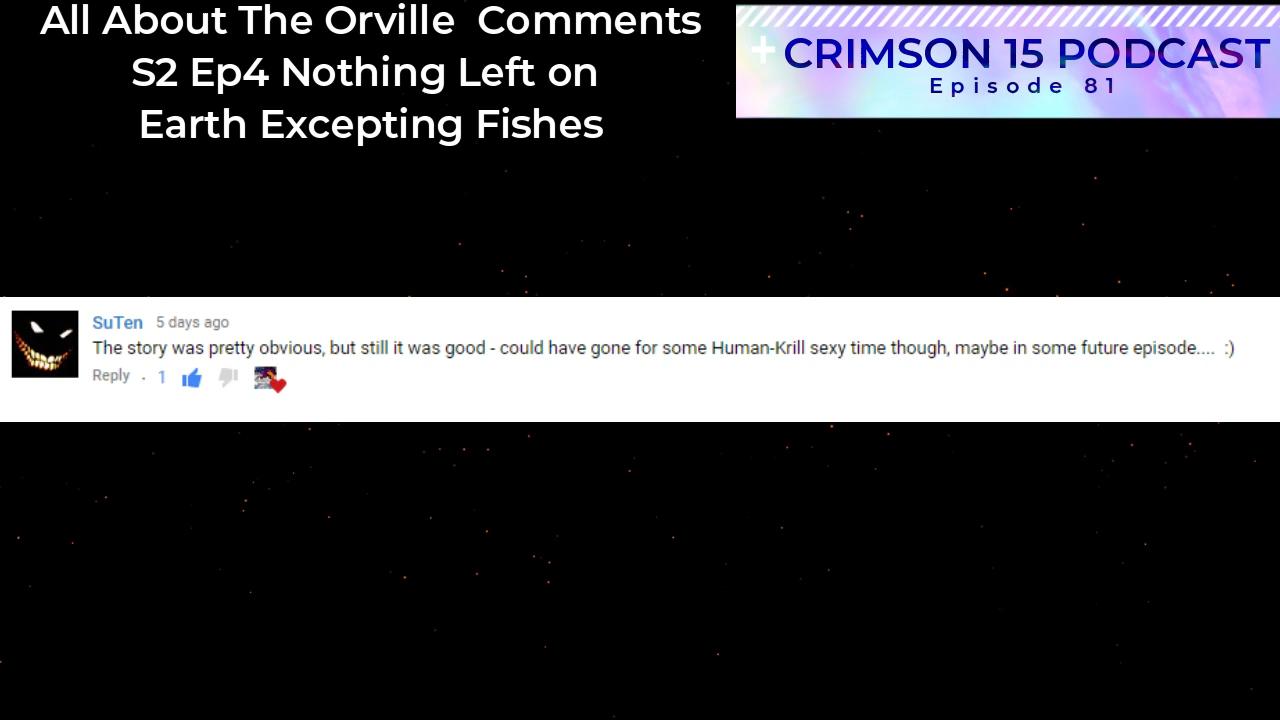 All About The Orville  Comments
S2 Ep4 Nothing Left on
Earth Excepting Fishes
+ CRIMSON 15 PODCAST
Episode 81
SuTen 5 days ago
The story was pretty obvious, but still it was good - could have gone for some Human-Krill sexy time though, maybe in some future episode.... :)
Reply . 1